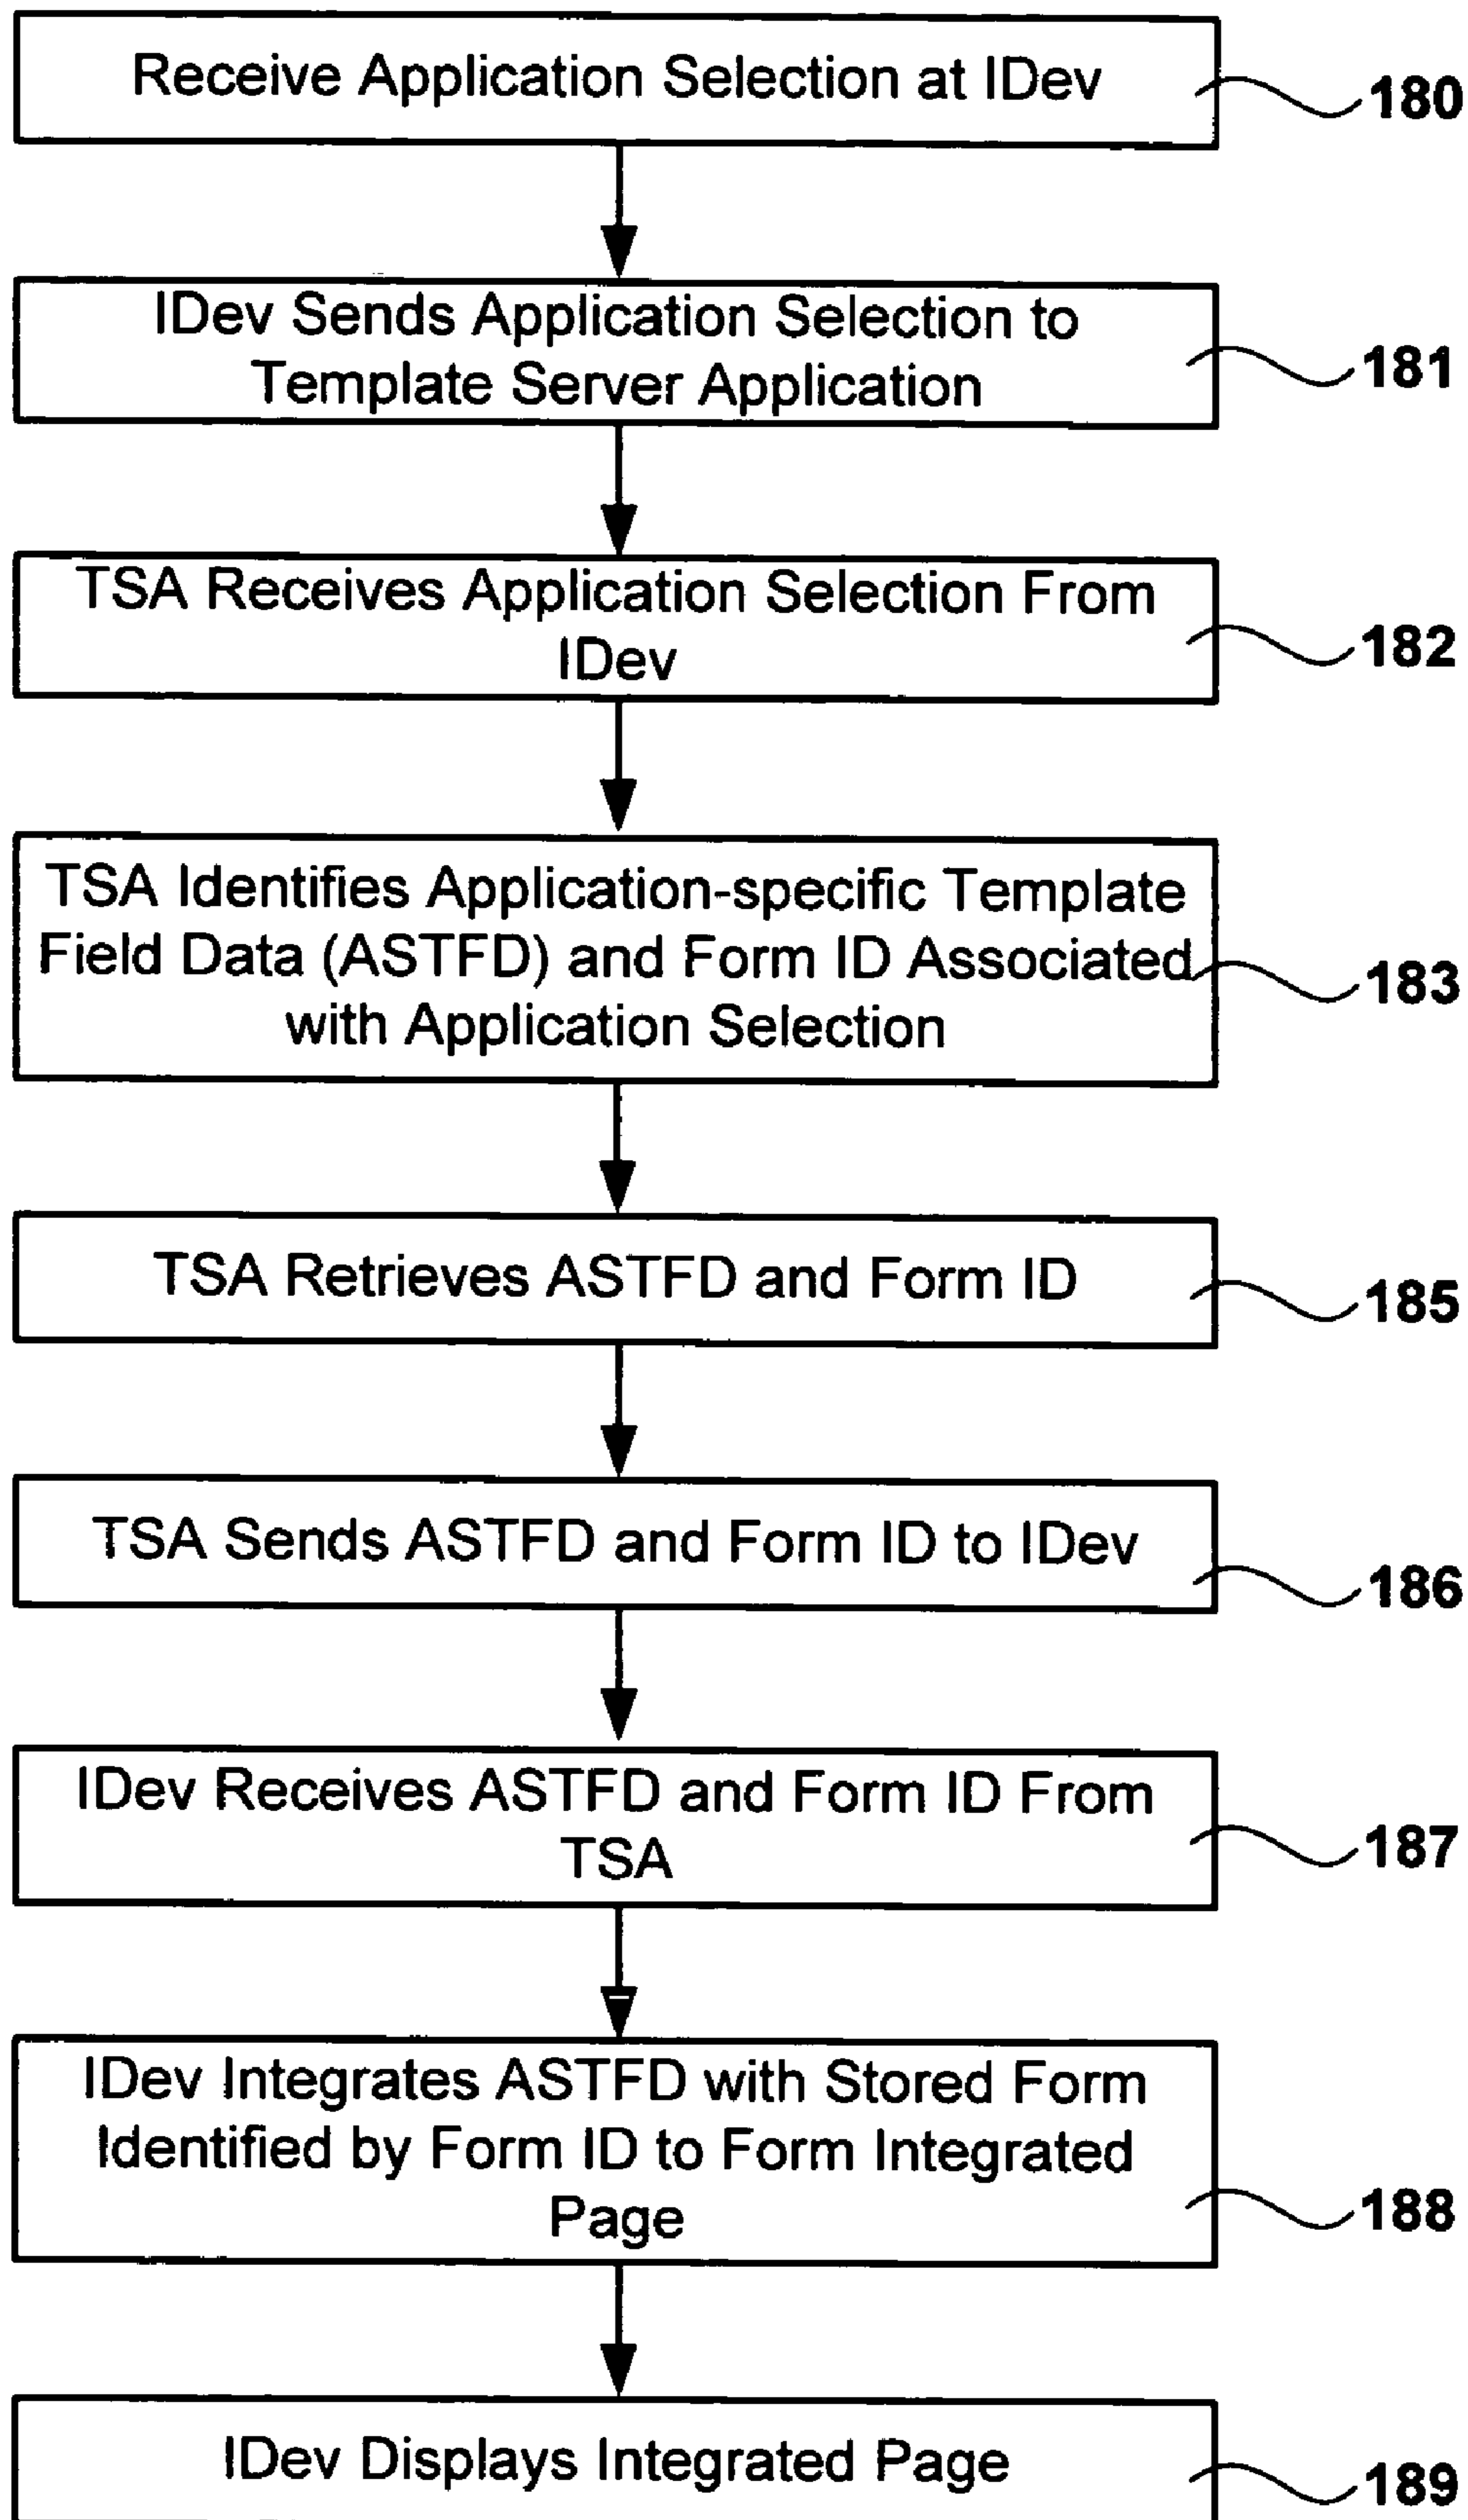 Receive Application Selection at IDev
180
IDev Sends Application Selection to
Template Server Application
181
TSA Receives Application Selection From
IDev
182
TSA Identifies Application-specific Template
Field Data (ASTFD) and Form ID Associated
with Application Selection
183
TSA Retrieves ASTFD and Form ID
185
TSA Sends ASTFD and Form ID to IDev
186
IDev Receives ASTFD and Form ID From
TSA
187
IDev Integrates ASTFD with Stored Form
Identified by Form ID to Form Integrated
Page
188
IDev Displays Integrated Page
189